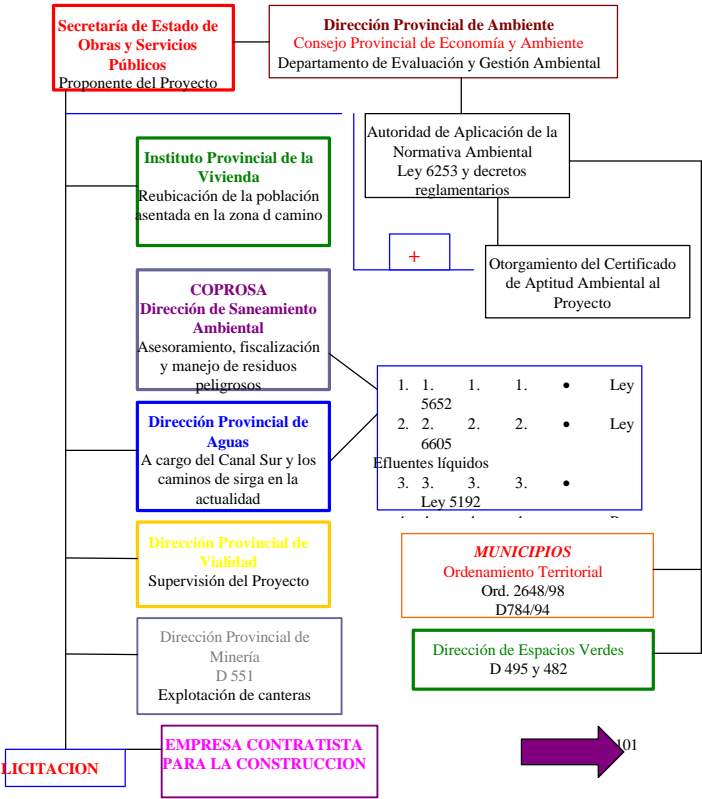 Secretaría de Estado de
Obras y Servicios
Públicos
Proponente del Proyecto
Dirección Provincial de Ambiente
Consejo Provincial de Economía y Ambiente
Departamento de Evaluación y Gestión Ambiental
Autoridad de Aplicación de la
Normativa Ambiental
Ley 6253 y decretos
reglamentarios
Instituto Provincial de la
Vivienda
Reubicación de la población
asentada en la zona d camino
+
Otorgamiento del Certificado
de Aptitud Ambiental al
Proyecto
COPROSA
Dirección de Saneamiento
Ambiental
Asesoramiento, fiscalización
y manejo de residuos
peligrosos
1. 1. 1. 1. • Ley
5652
2. 2. 2. 2. • Ley
6605
Efluentes líquidos
3. 3. 3. 3. •
Ley 5192
Dirección Provincial de
Aguas
A cargo del Canal Sur y los
caminos de sirga en la
actualidad
Dirección Provincial de
Vialidad
Supervisión del Proyecto
MUNICIPIOS
Ordenamiento Territorial
Ord. 2648/98
D784/94
Dirección Provincial de
Minería
D 551
Explotación de canteras
Dirección de Espacios Verdes
D 495 y 482
LICITACION
EMPRESA CONTRATISTA
PARA LA CONSTRUCCION
101